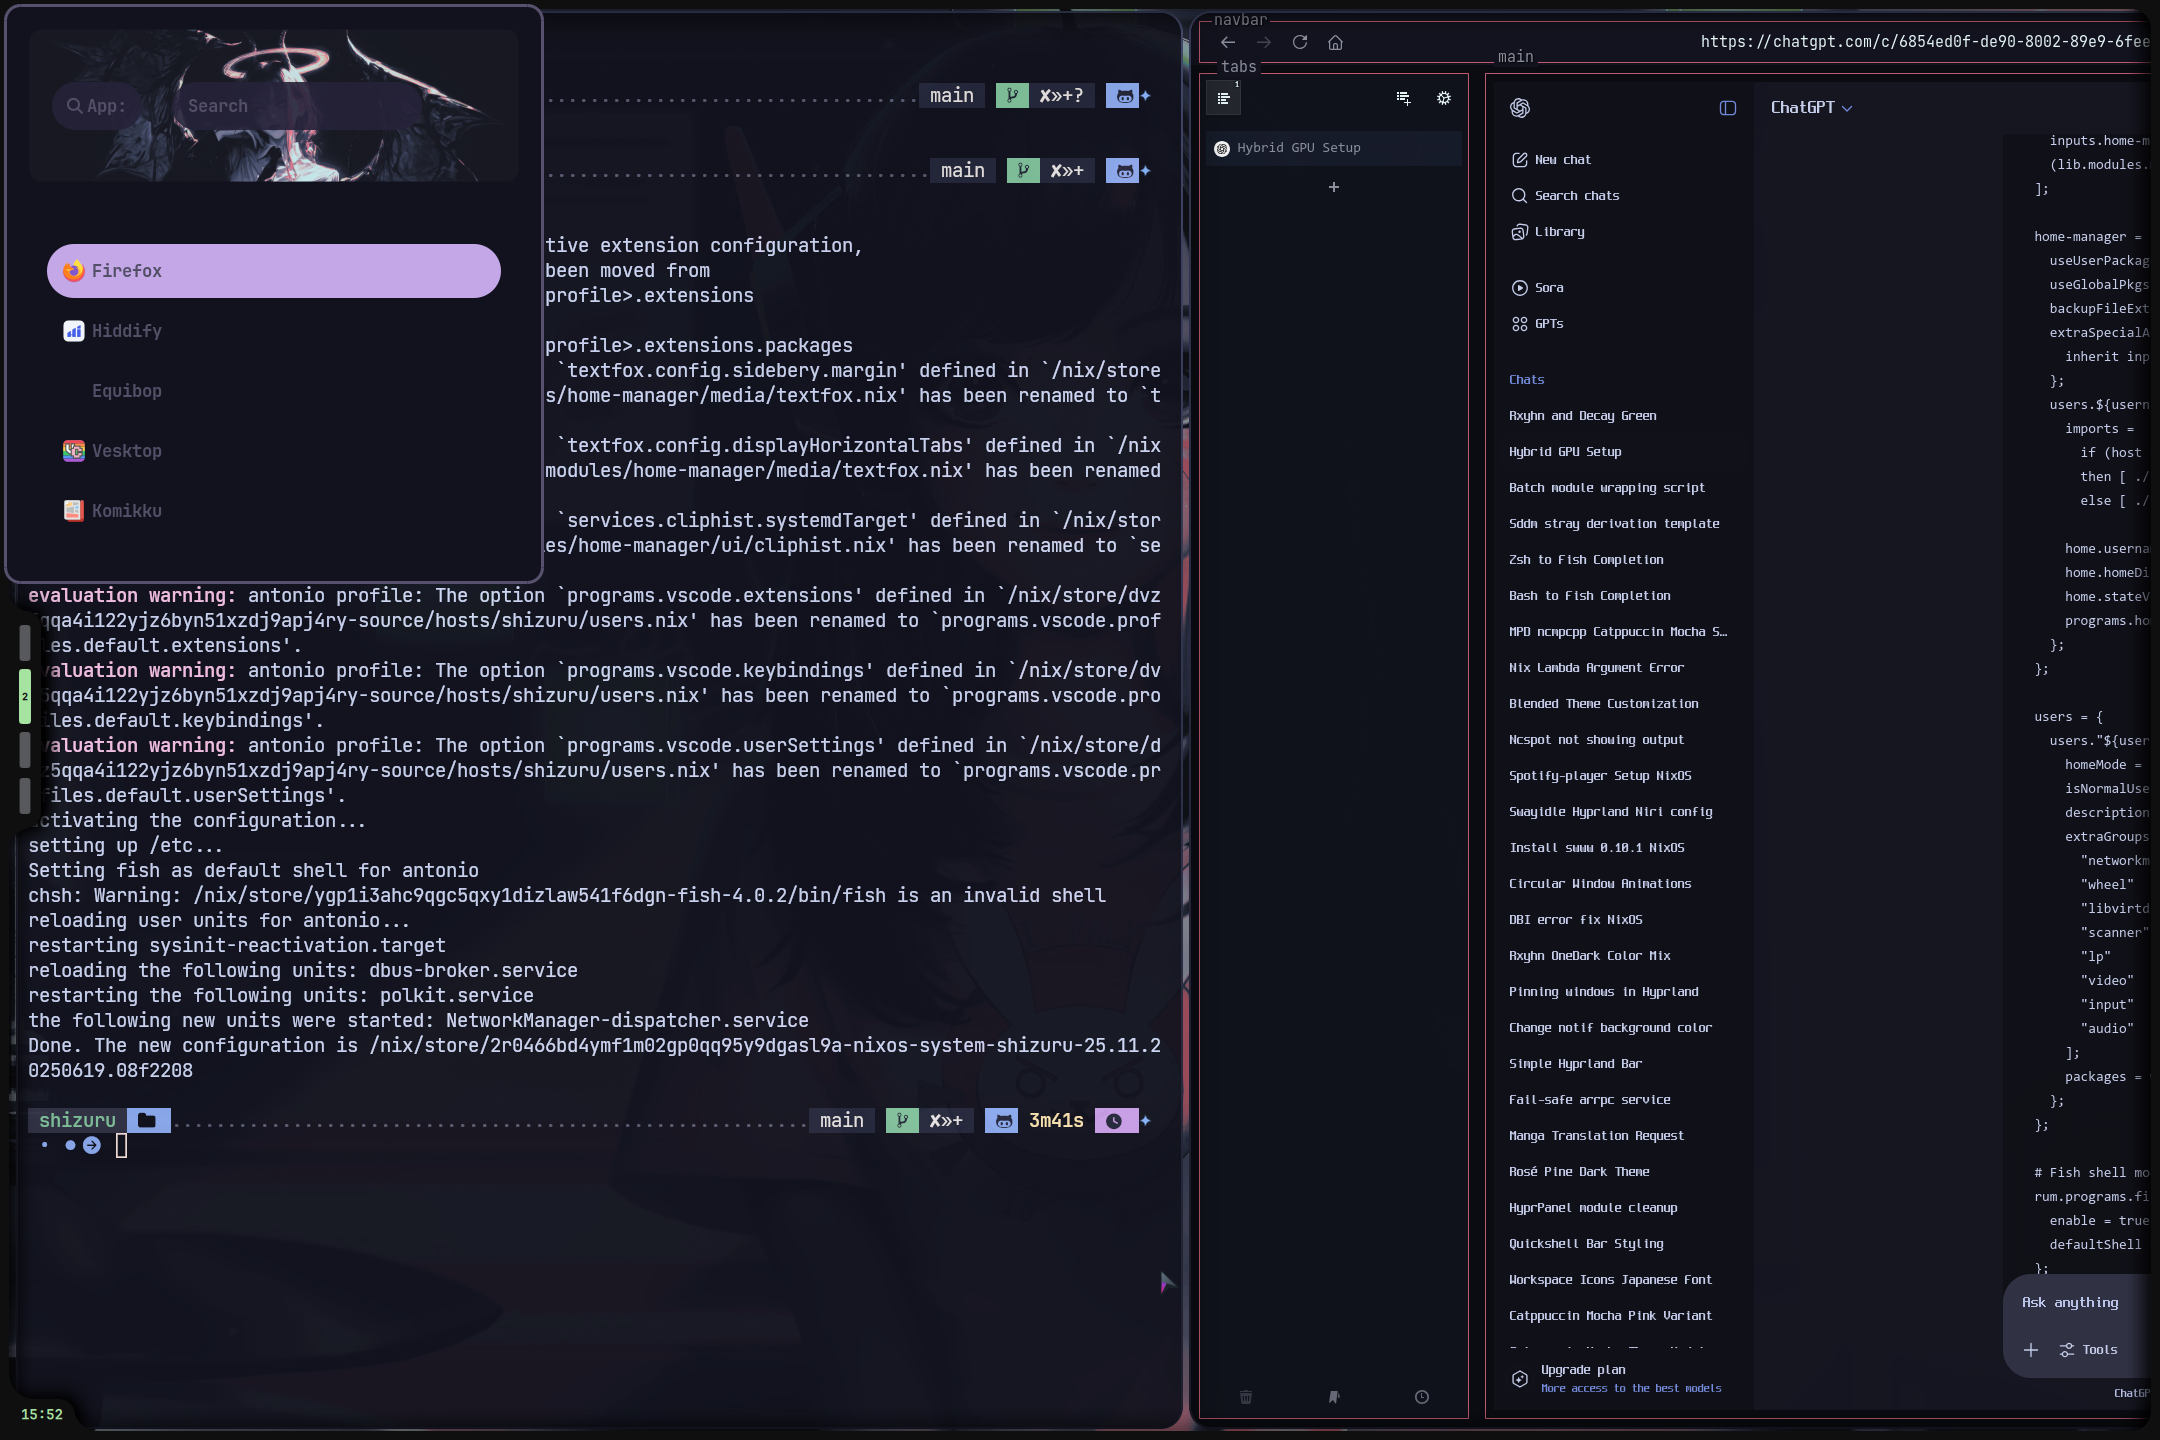 App:
Search
Firefox
Hiddify
Equibop
Vesktop
Komikku
main ✘»+?
main ✘»+
tive extension configuration,
been moved from
profile>.extensions
profile>.extensions.packages
`textfox.config.sidebery.margin' defined in `/nix/store
s/home-manager/media/textfox.nix' has been renamed to `t
`textfox.config.displayHorizontalTabs' defined in `/nix
modules/home-manager/media/textfox.nix' has been renamed
`services.cliphist.systemdTarget' defined in `/nix/stor
es/home-manager/ui/cliphist.nix' has been renamed to `se
evaluation warning: antonio profile: The option `programs.vscode.extensions' defined in `/nix/store/dvz
qqa4i122yjz6byn51xzdj9apj4ry-source/hosts/shizuru/users.nix' has been renamed to `programs.vscode.prof
les.default.extensions'.
valuation warning: antonio profile: The option `programs.vscode.keybindings' defined in `/nix/store/dv
5qqa4i122yjz6byn51xzdj9apj4ry-source/hosts/shizuru/users.nix' has been renamed to `programs.vscode.pro
iles.default.keybindings'.
valuation warning: antonio profile: The option `programs.vscode.userSettings' defined in `/nix/store/d
z5qqa4i122yjz6byn51xzdj9apj4ry-source/hosts/shizuru/users.nix' has been renamed to `programs.vscode.pr
files.default.userSettings'.
activating the configuration...
setting up /etc...
Setting fish as default shell for antonio
chsh: Warning: /nix/store/ygp1i3ahc9qgc5qxy1dizlaw541f6dgn-fish-4.0.2/bin/fish is an invalid shell
reloading user units for antonio...
restarting sysinit-reactivation.target
reloading the following units: dbus-broker.service
restarting the following units: polkit.service
the following new units were started: NetworkManager-dispatcher.service
Done. The new configuration is /nix/store/2r0466bd4ymf1m02gp0qq95y9dgasl9a-nixos-system-shizuru-25.11.2
0250619.08f2208
shizuru main ✘»+ 3m41s
2
15:52
navbar
https://chatgpt.com/c/6854ed0f-de90-8002-89e9-6fee
tabs
1
Hybrid GPU Setup
main
ChatGPT
New chat
Search chats
Library
Sora
GPTs
Chats
Rxyhn and Decay Green
Hybrid GPU Setup
Batch module wrapping script
Sddm stray derivation template
Zsh to Fish Completion
Bash to Fish Completion
MPD ncmpcpp Catppuccin Mocha S…
Nix Lambda Argument Error
Blended Theme Customization
Ncspot not showing output
Spotify-player Setup NixOS
Swayidle Hyprland Niri config
Install swww 0.10.1 NixOS
Circular Window Animations
DBI error fix NixOS
Rxyhn OneDark Color Mix
Pinning windows in Hyprland
Change notif background color
Simple Hyprland Bar
Fail-safe arrpc service
Manga Translation Request
Rosé Pine Dark Theme
HyprPanel module cleanup
Quickshell Bar Styling
Workspace Icons Japanese Font
Catppuccin Mocha Pink Variant
Upgrade plan
More access to the best models
inputs.home-m
(lib.modules.
];
home-manager =
useUserPackag
useGlobalPkgs
backupFileExt
extraSpecialA
inherit inp
};
users.${usern
imports =
if (host
then [ ./
else [ ./
home.userna
home.homeDi
home.stateV
programs.ho
};
};
users = {
users."${user
homeMode =
isNormalUse
description
extraGroups
"networkm
"wheel"
"libvirtd
"scanner"
"lp"
"video"
"input"
"audio"
];
packages =
};
};
# Fish shell mo
rum.programs.fi
enable = true
defaultShell
};
Ask anything
Tools
ChatGP